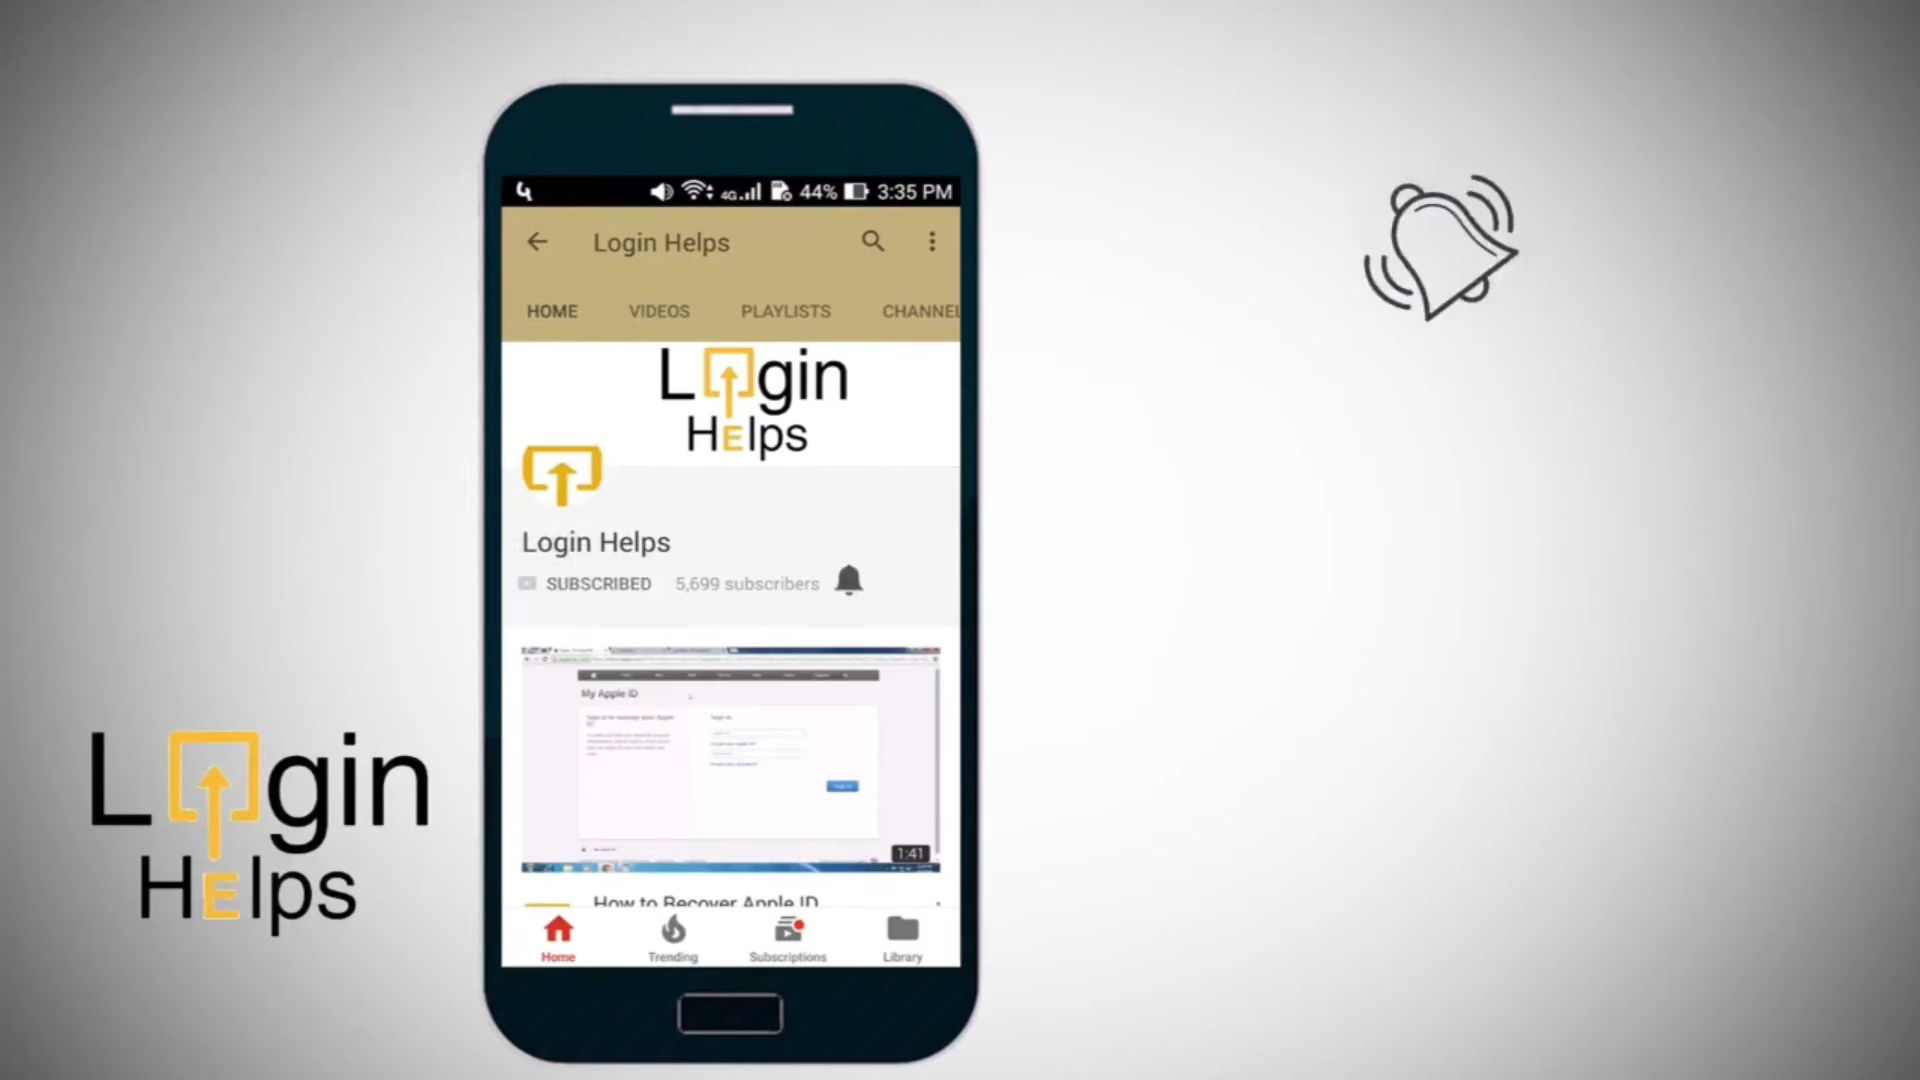 4G 44% 3:35 PM
Login Helps
HOME VIDEOS PLAYLISTS CHANNEL
Login
Helps
Login Helps
SUBSCRIBED 5,699 subscribers
My Apple ID
1:41
How to Recover Apple ID
Home Trending Subscriptions Library
Login
Helps